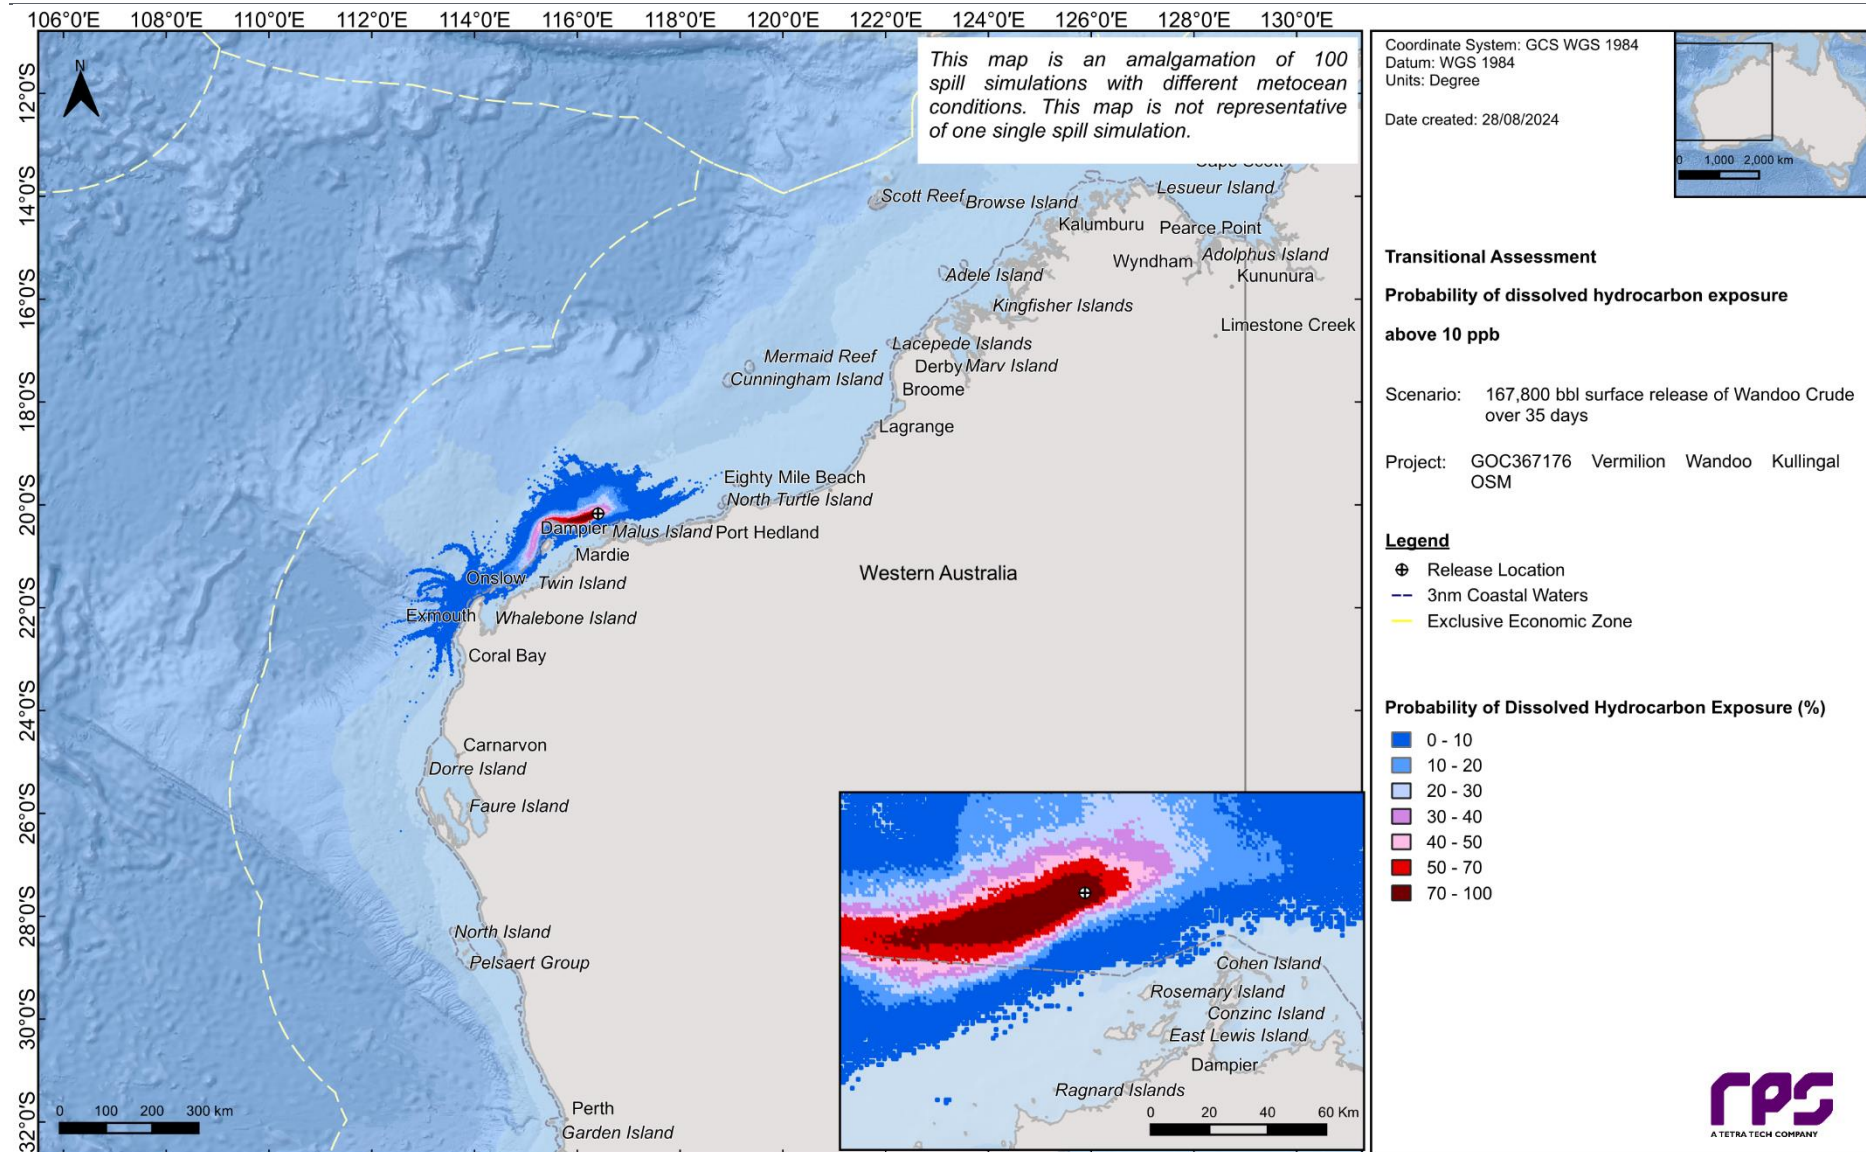 106°0'E 108°0'E 110°0'E 112°0'E 114°0'E 116°0'E 118°0'E 120°0'E 122°0'E 124°0'E 126°0'E 128°0'E 130°0'E
12°0'S
14°0'S
16°0'S
18°0'S
20°0'S
22°0'S
24°0'S
26°0'S
28°0'S
30°0'S
32°0'S
N
This map is an amalgamation of 100
spill simulations with different metocean
conditions. This map is not representative
of one single spill simulation.
Cape Scott
Lesueur Island
Scott Reef
Browse Island
Kalumburu
Pearce Point
Adolphus Island
Wyndham
Kununura
Adele Island
Kingfisher Islands
Limestone Creek
Lacepede Islands
Mermaid Reef
Derby
Marv Island
Cunningham Island
Broome
Lagrange
Eighty Mile Beach
North Turtle Island
Dampier
Malus Island
Port Hedland
Mardie
Western Australia
Onslow
Twin Island
Exmouth
Whalebone Island
Coral Bay
Carnarvon
Dorre Island
Faure Island
North Island
Pelsaert Group
Perth
Garden Island
0 100 200 300 km
Cohen Island
Rosemary Island
Conzinc Island
East Lewis Island
Dampier
Ragnard Islands
0 20 40 60 Km
Coordinate System: GCS WGS 1984
Datum: WGS 1984
Units: Degree
Date created: 28/08/2024
0 1,000 2,000 km
Transitional Assessment
Probability of dissolved hydrocarbon exposure
above 10 ppb
Scenario: 167,800 bbl surface release of Wandoo Crude
over 35 days
Project: GOC367176 Vermilion Wandoo Kullingal
OSM
Legend
Release Location
3nm Coastal Waters
Exclusive Economic Zone
Probability of Dissolved Hydrocarbon Exposure (%)
0 - 10
10 - 20
20 - 30
30 - 40
40 - 50
50 - 70
70 - 100
rps
A TETRA TECH COMPANY